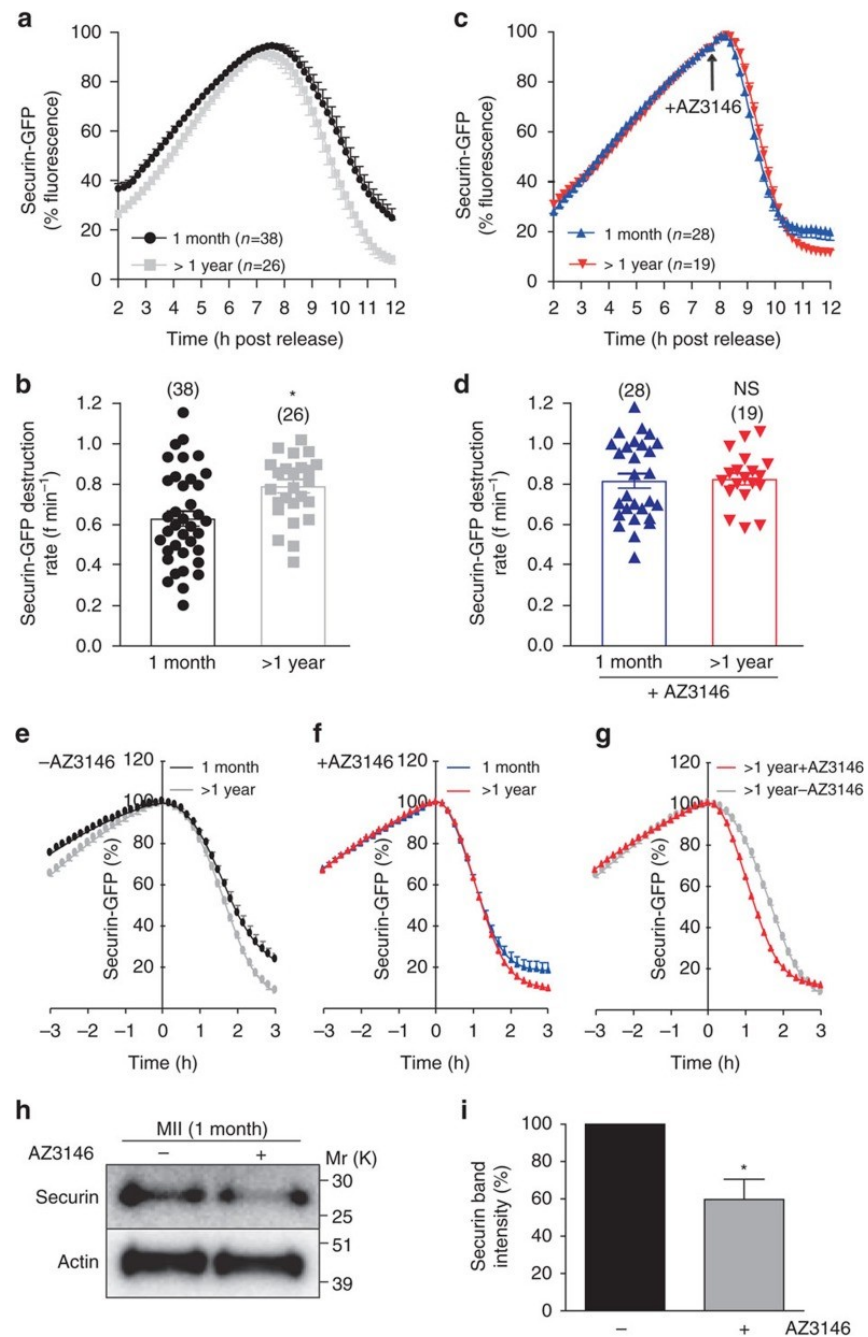 a
100
80
60
40
20
0
Securin-GFP
(% fluorescence)
1 month (n=38)
> 1 year (n=26)
2 3 4 5 6 7 8 9 10 11 12
Time (h post release)
c
100
80
60
40
20
0
Securin-GFP
(% fluorescence)
+AZ3146
1 month (n=28)
> 1 year (n=19)
2 3 4 5 6 7 8 9 10 11 12
Time (h post release)
b
(38)
*
(26)
1.2
1.0
0.8
0.6
0.4
0.2
0.0
Securin-GFP destruction
rate (f min⁻¹)
1 month >1 year
d
(28)
NS
(19)
1.2
1.0
0.8
0.6
0.4
0.2
0.0
Securin-GFP destruction
rate (f min⁻¹)
1 month >1 year
+ AZ3146
e
–AZ3146
120
100
80
60
40
20
Securin-GFP (%)
1 month
>1 year
–3 –2 –1 0 1 2 3
Time (h)
f
+AZ3146
120
100
80
60
40
20
Securin-GFP (%)
1 month
>1 year
–3 –2 –1 0 1 2 3
Time (h)
g
120
100
80
60
40
20
Securin-GFP (%)
>1 year+AZ3146
>1 year–AZ3146
–3 –2 –1 0 1 2 3
Time (h)
h
MII (1 month)
AZ3146 – + Mr (K)
Securin
30
25
Actin
51
39
i
100
80
60
40
20
0
Securin band
intensity (%)
*
– + AZ3146